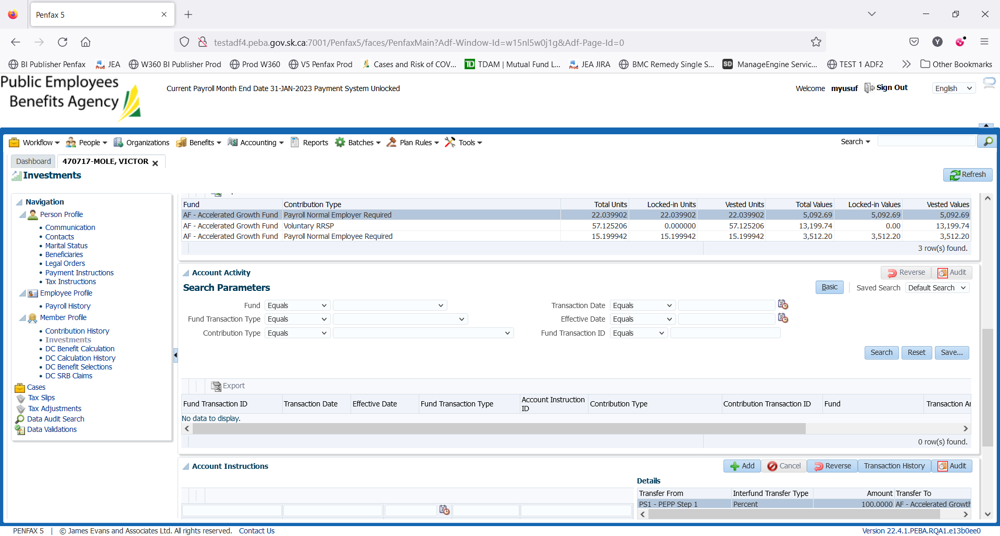 Penfax 5
testadf4.peba.gov.sk.ca:7001/Penfax5/faces/PenfaxMain?Adf-Window-Id=w15nl5w0j1g&Adf-Page-Id=0
Y
BI Publisher Penfax JEA W360 BI Publisher Prod Prod W360 V5 Penfax Prod Cases and Risk of COV... TDAM | Mutual Fund L... JEA JIRA BMC Remedy Single S... SD ManageEngine Servic... TEST 1 ADF2 Other Bookmarks
Public Employees
Benefits Agency
Current Payroll Month End Date 31-JAN-2023 Payment System Unlocked
Welcome myusuf Sign Out English
Workflow People Organizations Benefits Accounting Reports Batches Plan Rules Tools Search
Dashboard 470717-MOLE, VICTOR
Investments
Refresh
Navigation
Person Profile
Communication
Contacts
Marital Status
Beneficiaries
Legal Orders
Payment Instructions
Tax Instructions
Employee Profile
Payroll History
Member Profile
Contribution History
Investments
DC Benefit Calculation
DC Calculation History
DC Benefit Selections
DC SRB Claims
Cases
Tax Slips
Tax Adjustments
Data Audit Search
Data Validations
Fund Contribution Type Total Units Locked-in Units Vested Units Total Values Locked-in Values Vested Values
AF - Accelerated Growth Fund Payroll Normal Employer Required 22.039902 22.039902 22.039902 5,092.69 5,092.69 5,092.69
AF - Accelerated Growth Fund Voluntary RRSP 57.125206 0.000000 57.125206 13,199.74 0.00 13,199.74
AF - Accelerated Growth Fund Payroll Normal Employee Required 15.199942 15.199942 15.199942 3,512.20 3,512.20 3,512.20
3 row(s) found.
Account Activity
Reverse Audit
Search Parameters
Basic Saved Search Default Search
Fund Equals Transaction Date Equals
Fund Transaction Type Equals Effective Date Equals
Contribution Type Equals Fund Transaction ID Equals
Search Reset Save...
Export
Fund Transaction ID Transaction Date Effective Date Fund Transaction Type Account Instruction ID Contribution Type Contribution Transaction ID Fund Transaction Ar
No data to display.
0 row(s) found.
Account Instructions
Add Cancel Reverse Transaction History Audit
Details
Transfer From Interfund Transfer Type Amount Transfer To
PS1 - PEPP Step 1 Percent 100.0000 AF - Accelerated Growth
PENFAX 5 | © James Evans and Associates Ltd. All rights reserved. Contact Us
Version 22.4.1.PEBA.RQA1.e13b0ee0